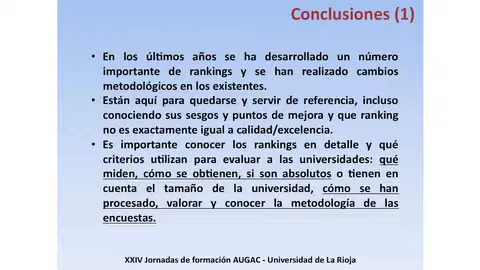 Conclusiones (1)
• En los últimos años se ha desarrollado un número
importante de rankings y se han realizado cambios
metodológicos en los existentes.
• Están aquí para quedarse y servir de referencia, incluso
conociendo sus sesgos y puntos de mejora y que ranking
no es exactamente igual a calidad/excelencia.
• Es importante conocer los rankings en detalle y qué
criterios utilizan para evaluar a las universidades: qué
miden, cómo se obtienen, si son absolutos o tienen en
cuenta el tamaño de la universidad, cómo se han
procesado, valorar y conocer la metodología de las
encuestas.
XXIV Jornadas de formación AUGAC - Universidad de La Rioja